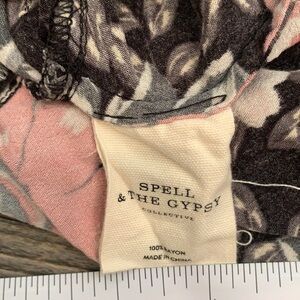 SPELL
& THE GYPSY
COLLECTIVE
100% RAYON
MADE IN CHINA